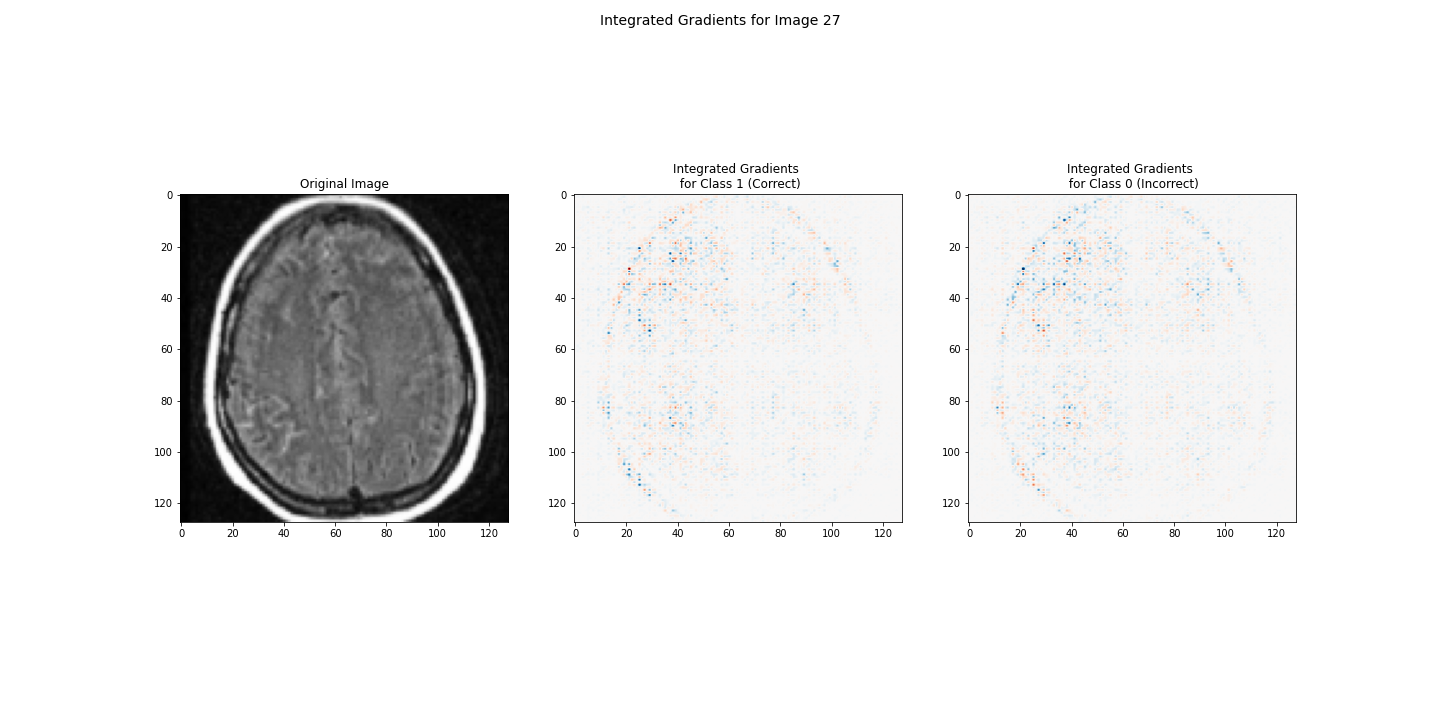 Integrated Gradients for Image 27
Original Image
0
20
40
60
80
100
120
0 20 40 60 80 100 120
Integrated Gradients
for Class 1 (Correct)
0
20
40
60
80
100
120
0 20 40 60 80 100 120
Integrated Gradients
for Class 0 (Incorrect)
0
20
40
60
80
100
120
0 20 40 60 80 100 120